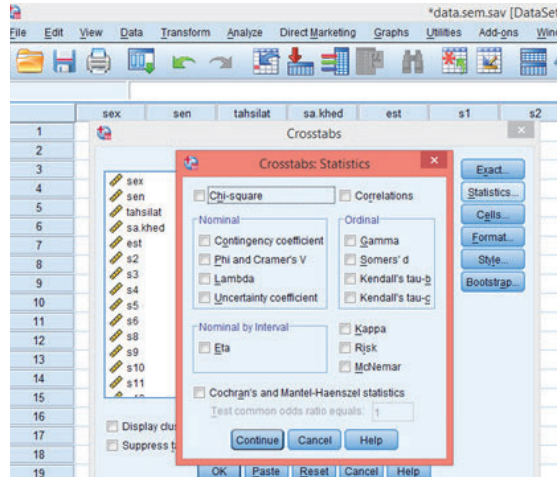 *data.sem.sav [DataSet
File Edit View Data Transform Analyze Direct Marketing Graphs Utilities Add-ons Wind
sex sen tahsilat sa.khed est s1 s2
1
2
3
4
5
6
7
8
9
10
11
12
13
14
15
16
17
18
19
Crosstabs
sex
sen
tahsilat
sa.khed
est
s2
s3
s4
s5
s6
s8
s9
s10
s11
Display clu
Suppress t
OK Paste Reset Cancel Help
Exact...
Statistics...
Cells...
Format...
Style...
Bootstrap...
Crosstabs: Statistics
Chi-square Correlations
Nominal
Contingency coefficient
Phi and Cramer's V
Lambda
Uncertainty coefficient
Ordinal
Gamma
Somers' d
Kendall's tau-b
Kendall's tau-c
Nominal by Interval
Eta
Kappa
Risk
McNemar
Cochran's and Mantel-Haenszel statistics
Test common odds ratio equals: 1
Continue Cancel Help